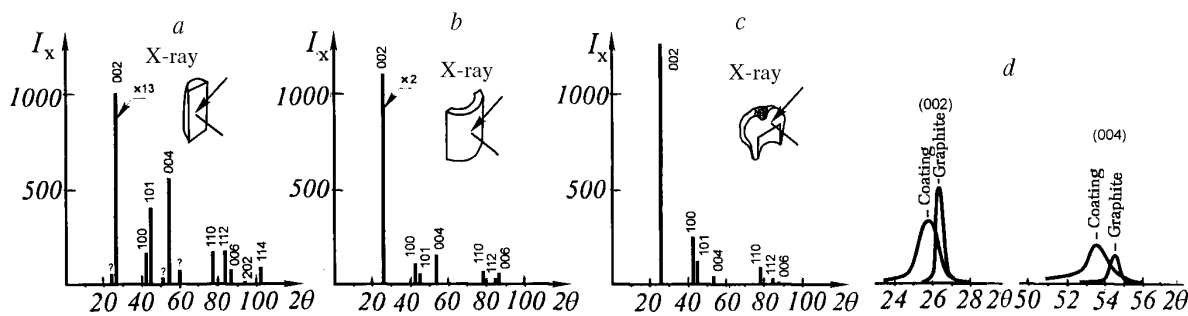 a
I x
X-ray
002
×13
1000
500
?
100
101
?
004
?
110
112
006
202
114
20 40 60 80 100 2θ
b
I x
X-ray
002
×2
1000
500
100
101
004
110
112
006
20 40 60 80 100 2θ
c
I x
X-ray
002
1000
500
100
101
004
110
112
006
20 40 60 80 100 2θ
d
(002)
Coating
Graphite
24 26 28 2θ
(004)
Coating
Graphite
50 52 54 56 2θ